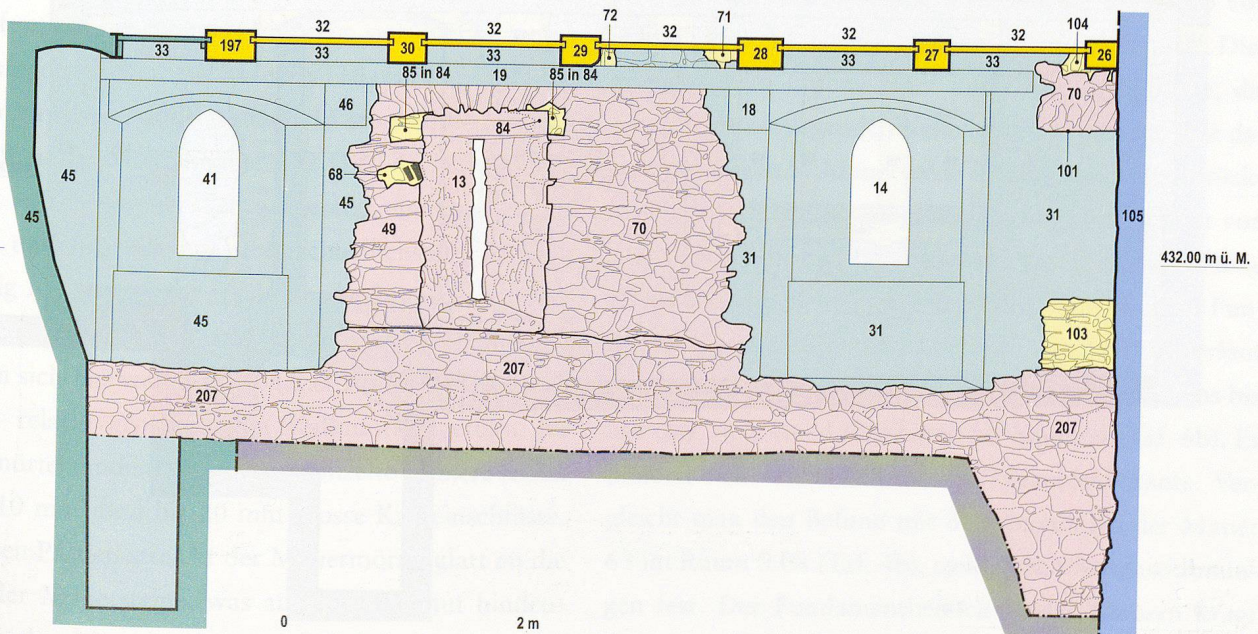 72 71 104
32 32 32 32 32
197 30 29 28 27 26
33 33 33 33 33
85 in 84 19 85 in 84
46 18 70
84
41 68 13 14 101
45 45 31 105
49 70 31
432.00 m ü. M.
45 31 103
207 207
207
0 2 m